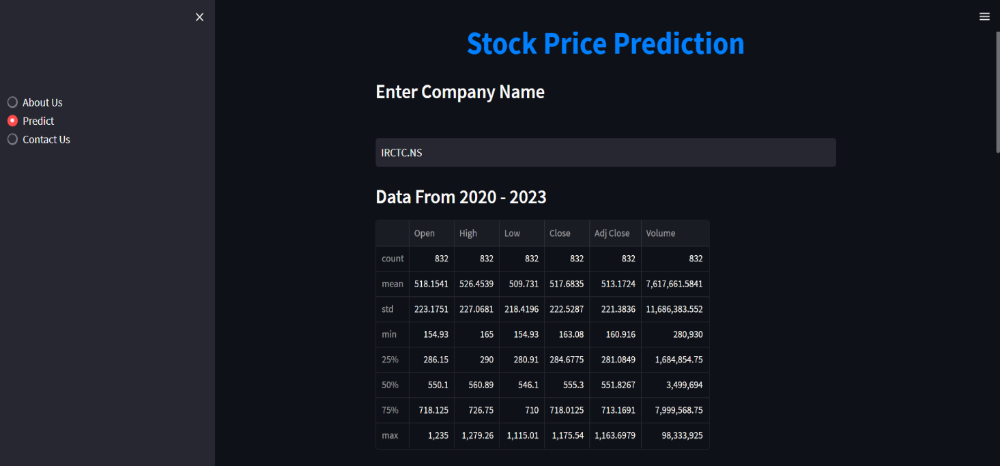 Stock Price Prediction
About Us
Predict
Contact Us
Enter Company Name
IRCTC.NS
Data From 2020 - 2023
Open High Low Close Adj Close Volume
count 832 832 832 832 832 832
mean 518.1541 526.4539 509.731 517.6835 513.1724 7,617,661.5841
std 223.1751 227.0681 218.4196 222.5287 221.3836 11,686,383.552
min 154.93 165 154.93 163.08 160.916 280,930
25% 286.15 290 280.91 284.6775 281.0849 1,684,854.75
50% 550.1 560.89 546.1 555.3 551.8267 3,499,694
75% 718.125 726.75 710 718.0125 713.1691 7,999,568.75
max 1,235 1,279.26 1,115.01 1,175.54 1,163.6979 98,333,925